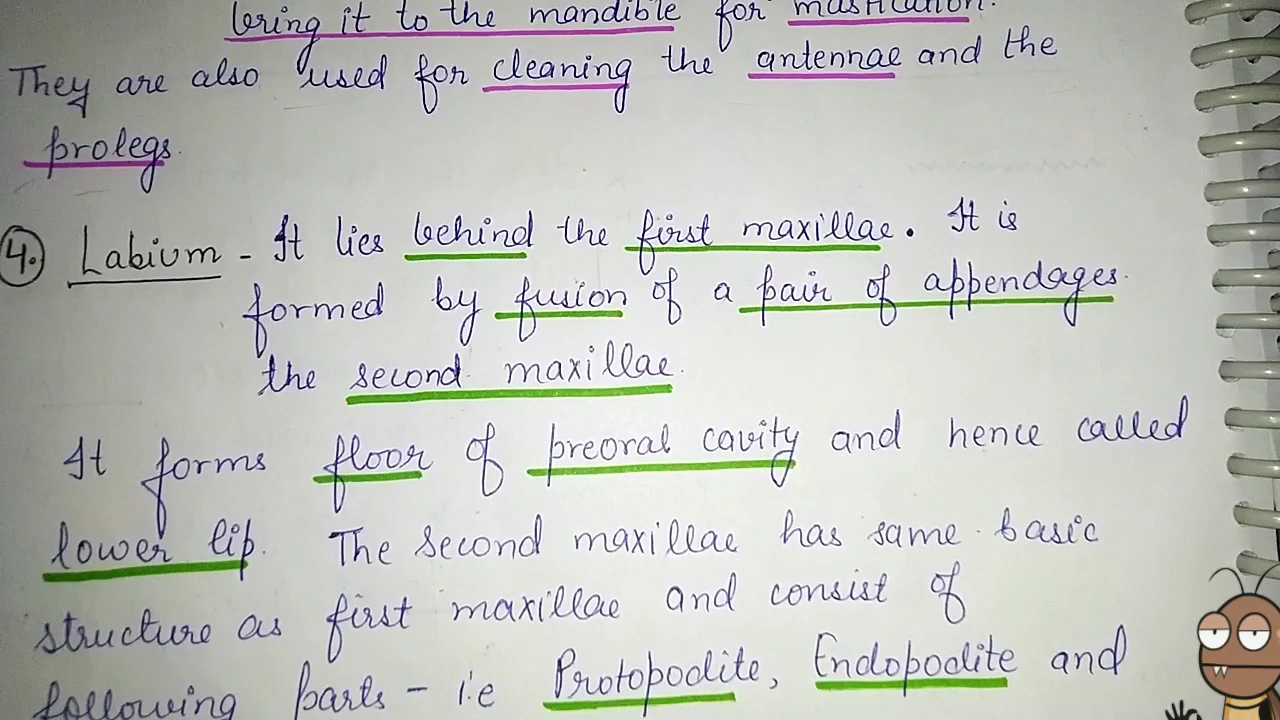 bring it to the mandible for mastication.
They are also used for cleaning the antennae and the
prolegs.
4. Labium - It lies behind the first maxillae. It is
formed by fusion of a pair of appendages.
the second maxillae.
It forms floor of preoral cavity and hence called
lower lip. The second maxillae has same basic
structure as first maxillae and consist of
following parts - i.e Protopodite, Endopodite and